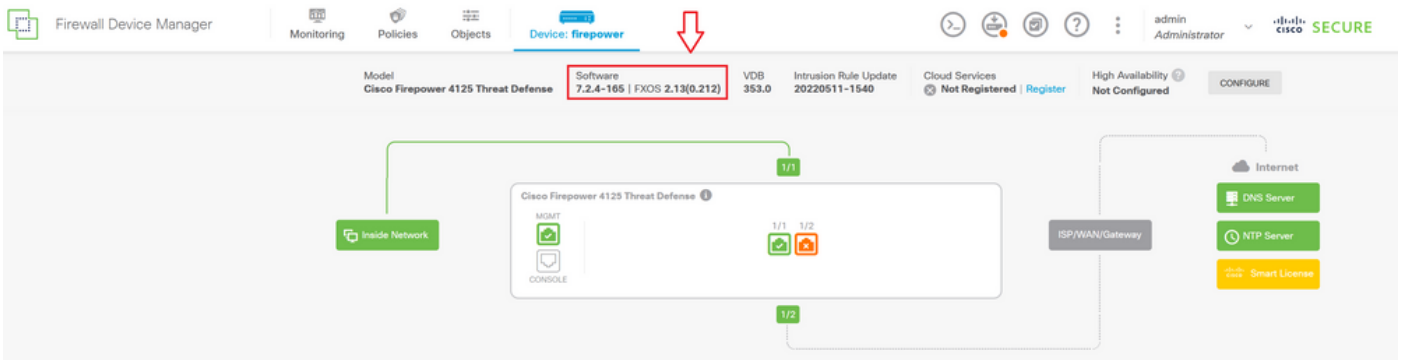 Firewall Device Manager
Monitoring
Policies
Objects
Device: firepower
admin
Administrator
cisco SECURE
Model
Cisco Firepower 4125 Threat Defense
Software
7.2.4-165 | FXOS 2.13(0.212)
VDB
353.0
Intrusion Rule Update
20220511-1540
Cloud Services
Not Registered | Register
High Availability
Not Configured
CONFIGURE
1/1
Internet
Cisco Firepower 4125 Threat Defense
DNS Server
MGMT
1/1 1/2
Inside Network
ISP/WAN/Gateway
NTP Server
CONSOLE
cisco Smart License
1/2